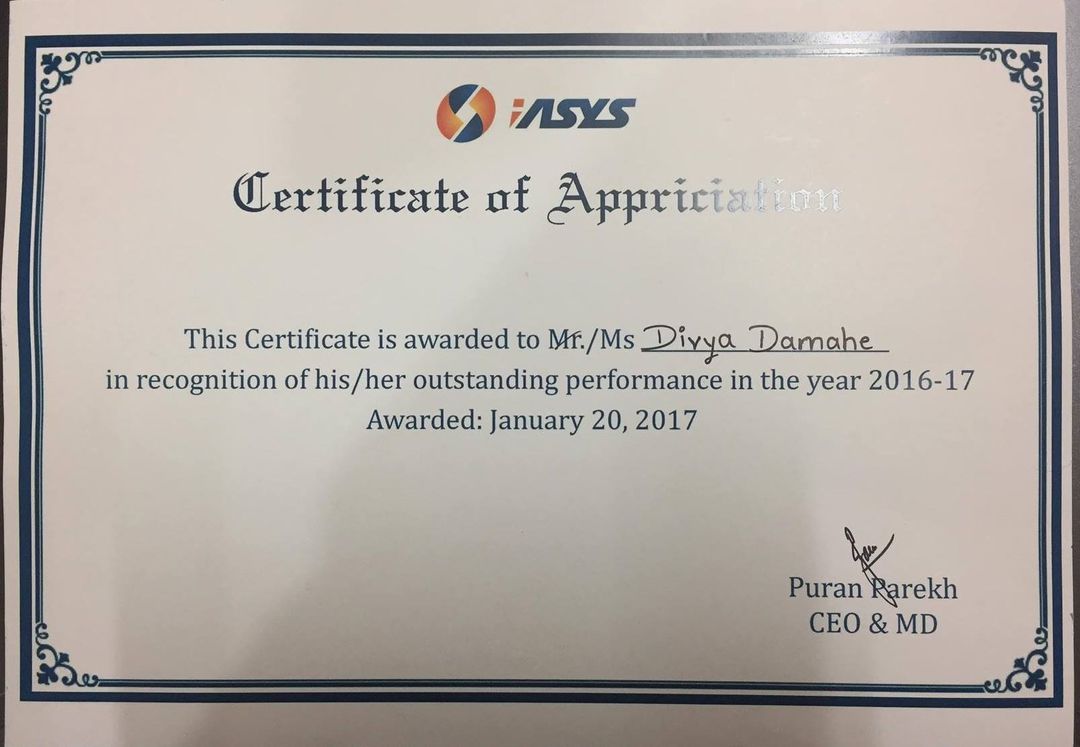 iASYS
Certificate of Appriciation
This Certificate is awarded to Mr./Ms Divya Damahe
in recognition of his/her outstanding performance in the year 2016-17
Awarded: January 20, 2017
Puran Parekh
CEO & MD